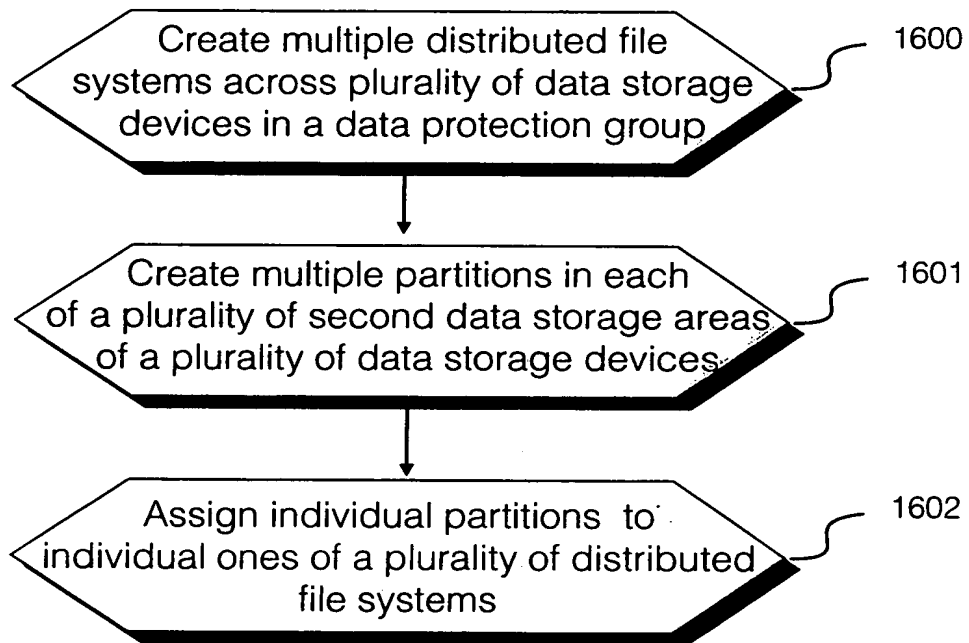 Create multiple distributed file
systems across plurality of data storage
devices in a data protection group
1600
Create multiple partitions in each
of a plurality of second data storage areas
of a plurality of data storage devices
1601
Assign individual partitions to
individual ones of a plurality of distributed
file systems
1602